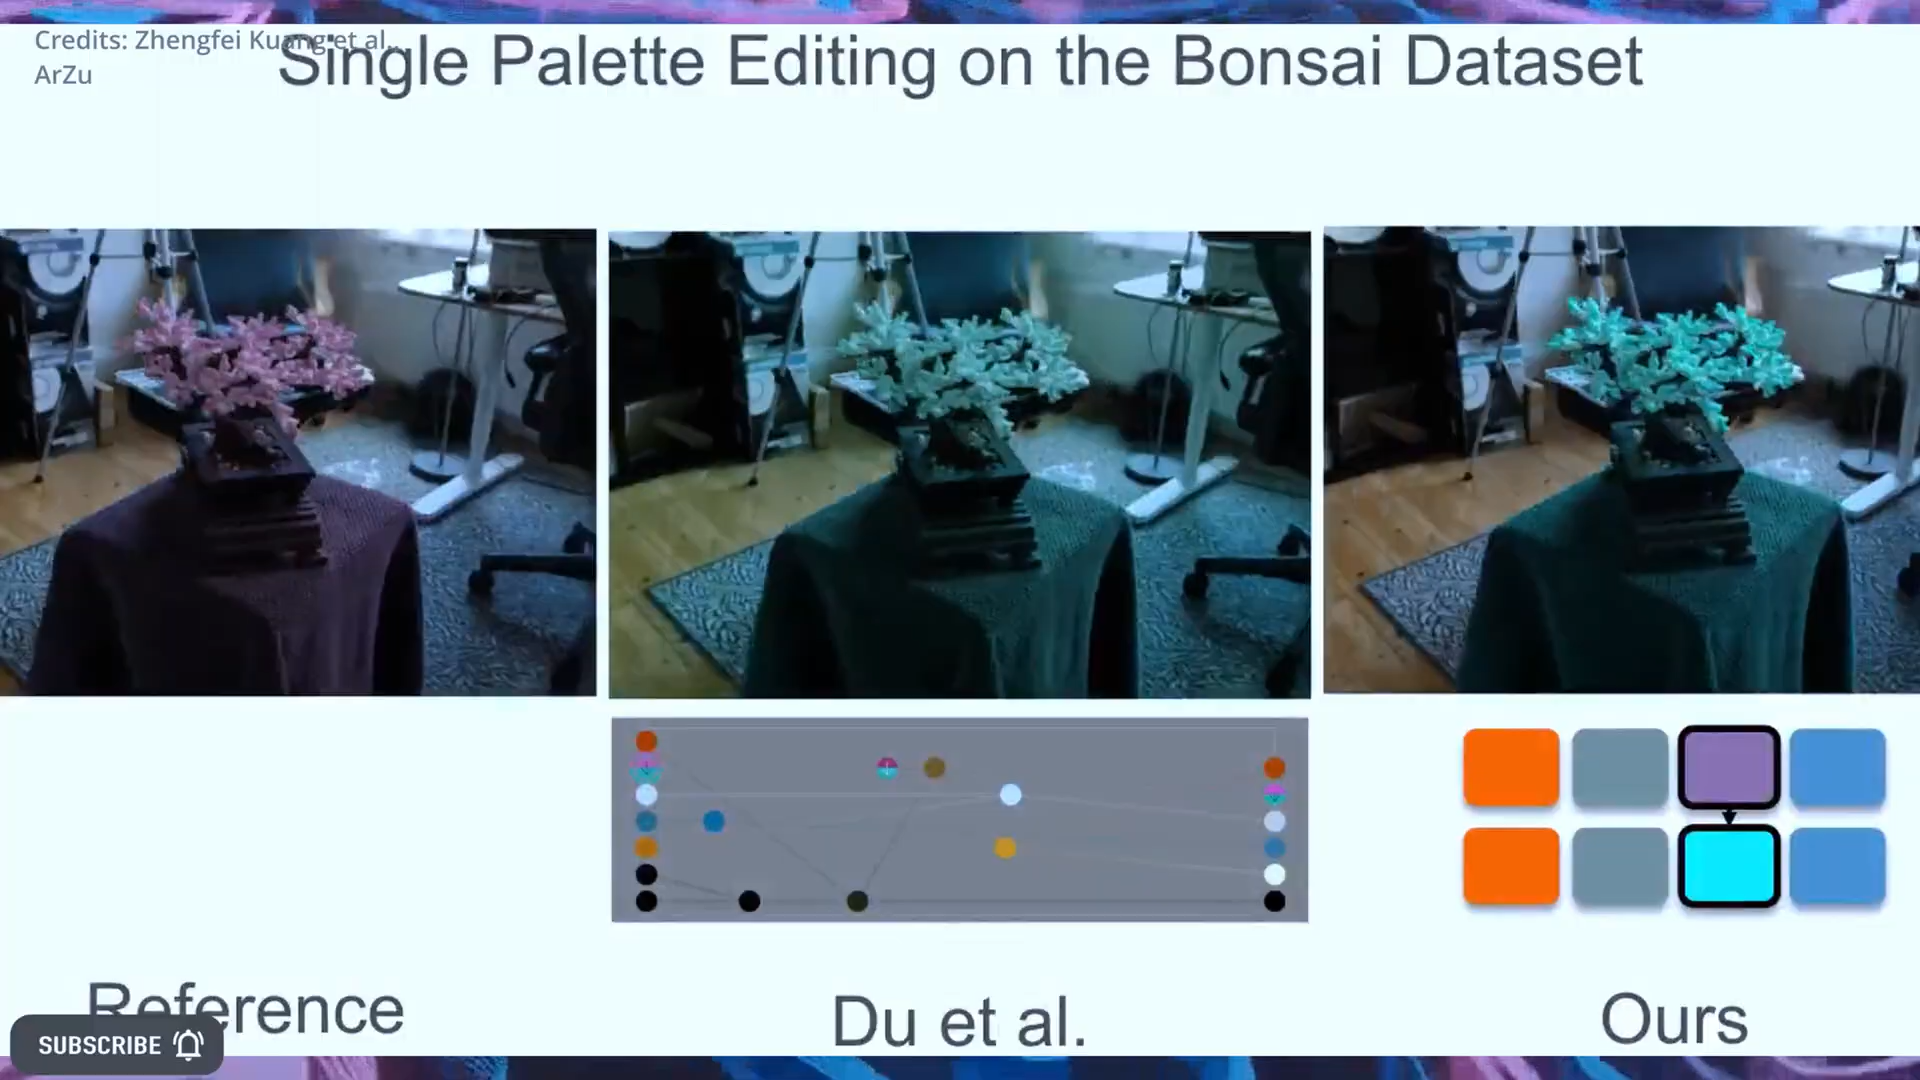 Credits: Zhengfei Kuang et al.,
ArZu
Single Palette Editing on the Bonsai Dataset
Reference
Du et al.
Ours
SUBSCRIBE